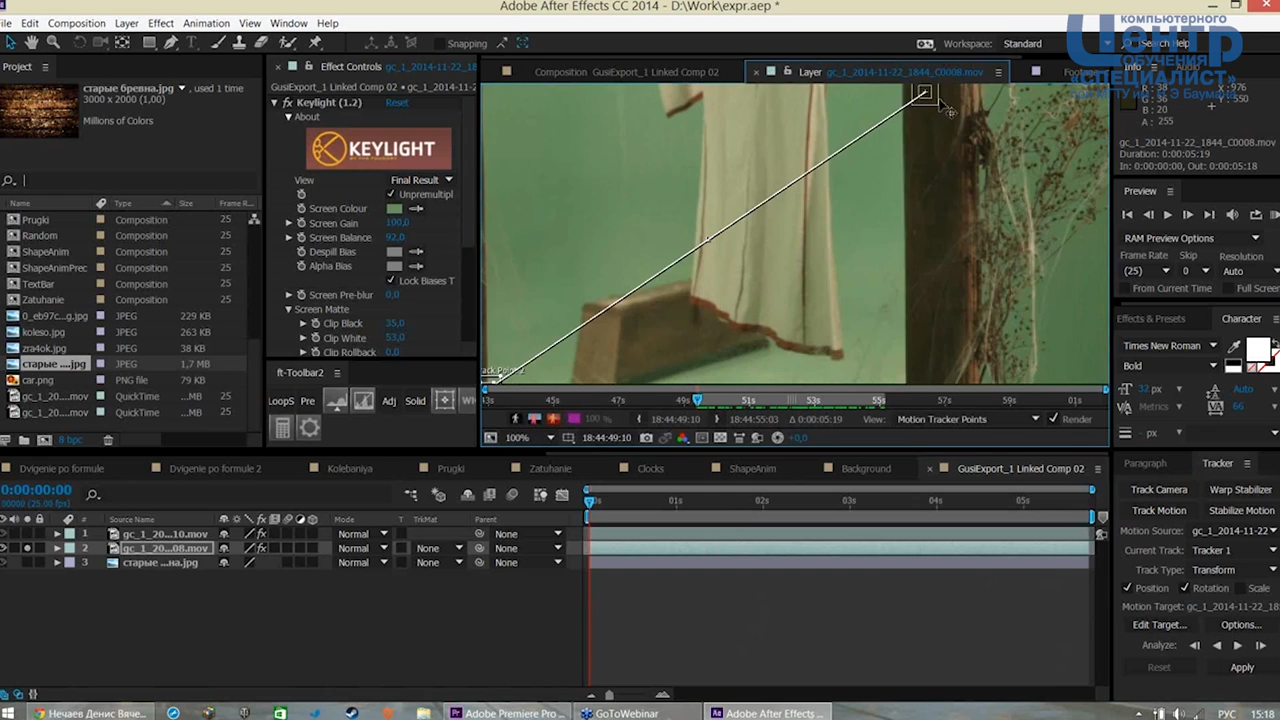 Adobe After Effects CC 2014 - D:\Work\expr.aep *
File Edit Composition Layer Effect Animation View Window Help
Snapping
Workspace: Standard
Search Help
компьютерного
Центр
ОБУЧЕНИЯ
«СПЕЦИАЛИСТ»
при МГТУ им. Н.Э. Баумана
Project
старые бревна.jpg , used 1 time
3000 x 2000 (1,00)
Millions of Colors
Name Type Size Frame R...
Prugki Composition 25
Random Composition 25
ShapeAnim Composition 25
ShapeAnimPrec Composition 25
TextBar Composition 25
Zatuhanie Composition 25
0_eb97c...g.jpg JPEG 229 KB
koleso.jpg JPEG 263 KB
zra4ok.jpg JPEG 38 KB
старые ....jpg JPEG 1,7 MB
car.png PNG file 79 KB
gc_1_20....mov QuickTime ...MB 25
gc_1_20....mov QuickTime ...MB 25
8 bpc
Effect Controls gc_1_2014-11-22_18
GusiExport_1 Linked Comp 02 • gc_1_2014-11-
Keylight (1.2) Reset
About
KEYLIGHT
View Final Result
Unpremultipl
Screen Colour
Screen Gain 100,0
Screen Balance 92,0
Despill Bias
Alpha Bias
Lock Biases T
Screen Pre-blur 0,0
Screen Matte
Clip Black 35,0
Clip White 53,0
Clip Rollback 0,0
ft-Toolbar2
LoopS Pre Adj Solid
Composition GusiExport_1 Linked Comp 02
Layer gc_1_2014-11-22_1844_C0008.mov
Footage
43s 45s 47s 49s 51s 53s 55s 01s
100 % 18:44:49:10 18:44:55:03 Δ 0:00:05:19 View: Motion Tracker Points Render
100% 18:44:49:10 +0,0
Info Audio
R: 38
G: 36
B: 20
A: 255
X: 976
Y: 550
gc_1_2014-11-22_1844_C0008.mov
Duration: 0:00:05:19
In: 0:00:00:00, Out: 0:00:05:18
Preview
RAM Preview Options
Frame Rate Skip Resolution
(25) 0 Auto
From Current Time Full Screen
Effects & Presets Character
Times New Roman
Bold
32 px Auto
Metrics 66
- px
Paragraph Tracker
Track Camera Warp Stabilizer
Track Motion Stabilize Motion
Motion Source: gc_1_2014-11-22
Current Track: Tracker 1
Track Type: Transform
Position Rotation Scale
Motion Target: gc_1_2014-11-22_18
Edit Target... Options...
Analyze:
Reset Apply
Dvigenie po formule Dvigenie po formule 2 Kolebaniya Prugki Zatuhanie Clocks ShapeAnim Background GusiExport_1 Linked Comp 02
0:00:00:00
00000 (25.00 fps)
00s 01s 02s 03s 04s 05s
# Source Name Mode T TrkMat Parent
1 gc_1_20...10.mov Normal None
2 gc_1_20...08.mov Normal None None
3 старые ...на.jpg Normal None None
Нечаев Денис Вяче... Adobe Premiere Pro ... GoToWebinar Adobe After Effects ... РУС 15:18